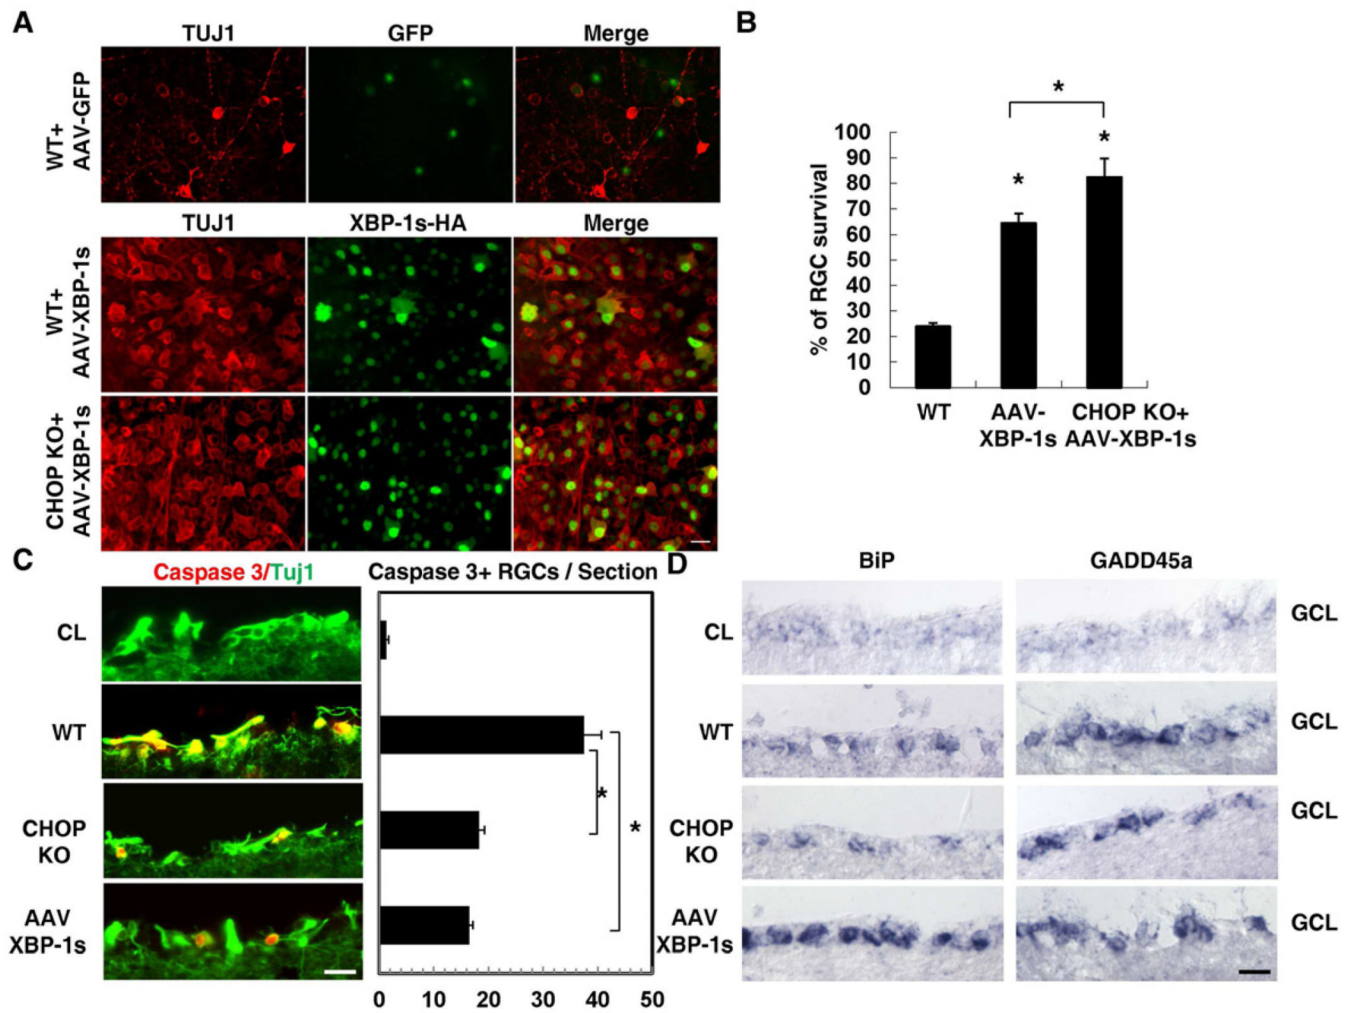 A
TUJ1 GFP Merge
WT+
AAV-GFP
TUJ1 XBP-1s-HA Merge
WT+
AAV-XBP-1s
CHOP KO+
AAV-XBP-1s
B
*
*
*
% of RGC survival
100
90
80
70
60
50
40
30
20
10
0
WT AAV- CHOP KO+
XBP-1s AAV-XBP-1s
C
Caspase 3/Tuj1 Caspase 3+ RGCs / Section
CL
WT
CHOP
KO
AAV
XBP-1s
*
*
0 10 20 30 40 50
D
BiP GADD45a
CL GCL
WT GCL
CHOP GCL
KO
AAV GCL
XBP-1s